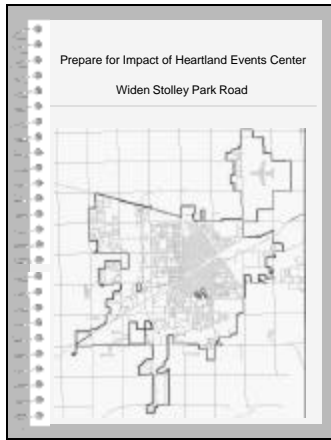 Prepare for Impact of Heartland Events Center
Widen Stolley Park Road